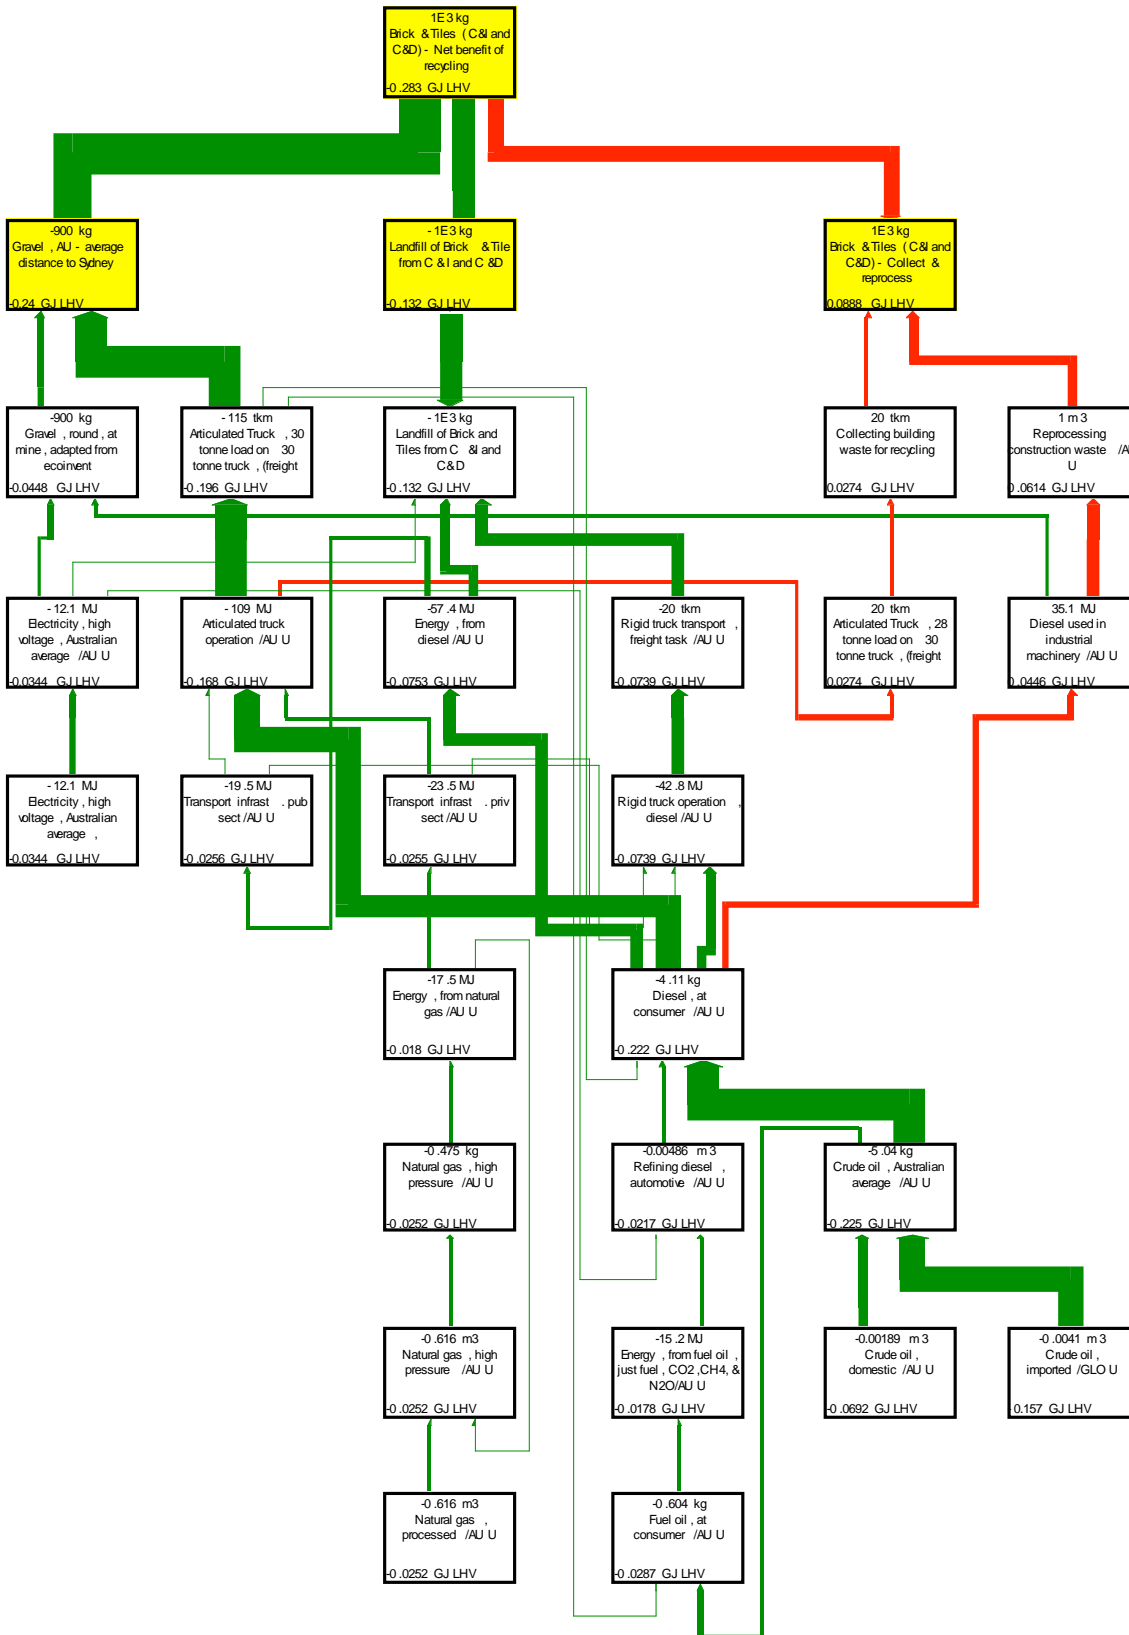 1E3 kg
Brick & Tiles (C&I and
C&D) - Net benefit of
recycling
-0.283 GJ LHV
-900 kg
Gravel, AU - average
distance to Sydney
-0.24 GJ LHV
-1E3 kg
Landfill of Brick & Tile
from C & I and C &D
-0.132 GJ LHV
1E3 kg
Brick & Tiles (C&I and
C&D) - Collect &
reprocess
0.0888 GJ LHV
-900 kg
Gravel, round, at
mine, adapted from
ecoinvent
-0.0448 GJ LHV
-115 tkm
Articulated Truck, 30
tonne load on 30
tonne truck, (freight
-0.196 GJ LHV
-1E3 kg
Landfill of Brick and
Tiles from C &I and
C&D
-0.132 GJ LHV
20 tkm
Collecting building
waste for recycling
0.0274 GJ LHV
1 m3
Reprocessing
construction waste /AU
U
0.0614 GJ LHV
-12.1 MJ
Electricity, high
voltage, Australian
average /AU U
-0.0344 GJ LHV
-109 MJ
Articulated truck
operation /AU U
-0.168 GJ LHV
-57.4 MJ
Energy, from
diesel /AU U
-0.0753 GJ LHV
-20 tkm
Rigid truck transport,
freight task /AU U
-0.0739 GJ LHV
20 tkm
Articulated Truck, 28
tonne load on 30
tonne truck, (freight
0.0274 GJ LHV
35.1 MJ
Diesel used in
industrial
machinery /AU U
0.0446 GJ LHV
-12.1 MJ
Electricity, high
voltage, Australian
average,
-0.0344 GJ LHV
-19.5 MJ
Transport infrast. pub
sect /AU U
-0.0256 GJ LHV
-23.5 MJ
Transport infrast. priv
sect /AU U
-0.0255 GJ LHV
-42.8 MJ
Rigid truck operation,
diesel /AU U
-0.0739 GJ LHV
-17.5 MJ
Energy, from natural
gas /AU U
-0.018 GJ LHV
-4.11 kg
Diesel, at
consumer /AU U
-0.222 GJ LHV
-0.475 kg
Natural gas, high
pressure /AU U
-0.0252 GJ LHV
-0.00486 m3
Refining diesel,
automotive /AU U
-0.0217 GJ LHV
-5.04 kg
Crude oil, Australian
average /AU U
-0.225 GJ LHV
-0.616 m3
Natural gas, high
pressure /AU U
-0.0252 GJ LHV
-15.2 MJ
Energy, from fuel oil,
just fuel, CO2, CH4, &
N2O/AU U
-0.0178 GJ LHV
-0.00189 m3
Crude oil,
domestic /AU U
-0.0692 GJ LHV
-0.0041 m3
Crude oil,
imported /GLO U
-0.157 GJ LHV
-0.616 m3
Natural gas,
processed /AU U
-0.0252 GJ LHV
-0.604 kg
Fuel oil, at
consumer /AU U
-0.0287 GJ LHV